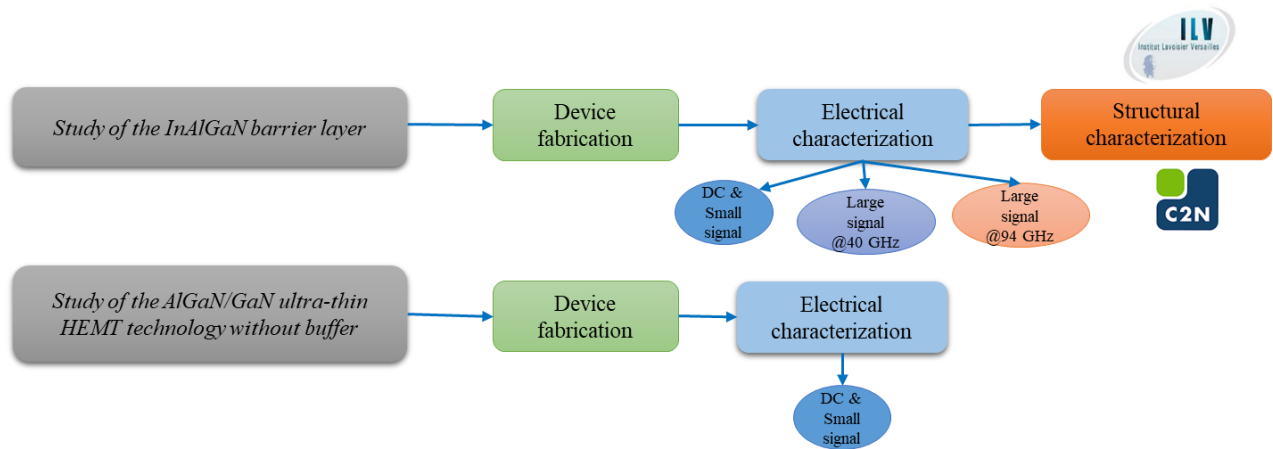 ILV
Institut Lavoisier Versailles
Study of the InAlGaN barrier layer
Device
fabrication
Electrical
characterization
Structural
characterization
DC &
Small
signal
Large
signal
@40 GHz
Large
signal
@94 GHz
C2N
Study of the AlGaN/GaN ultra-thin
HEMT technology without buffer
Device
fabrication
Electrical
characterization
DC &
Small
signal